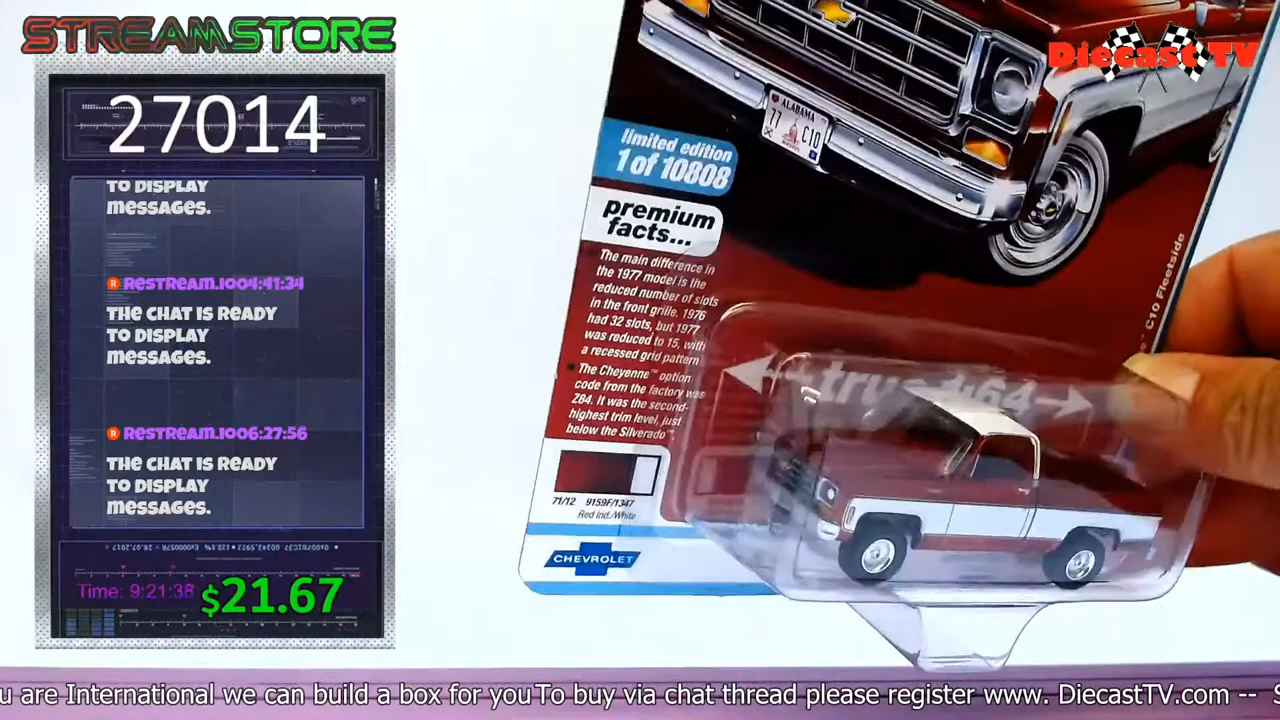 STREAMSTORE
27014
TO DISPLAY
MESSAGES.
RESTREAM.IO04:41:34
THE CHAT IS READY
TO DISPLAY
MESSAGES.
RESTREAM.IO06:27:56
THE CHAT IS READY
TO DISPLAY
MESSAGES.
Time: 9:21:38
$21.67
Diecast TV
ALABAMA
77 C10
limited edition
1 of 10808
premium
facts...
The main difference in
the 1977 model is the
reduced number of slots
in the front grille. 1976
had 32 slots, but 1977
was reduced to 15, with
a recessed grid pattern
The Cheyenne™ option
code from the factory was
Z84. It was the second-
highest trim level, just
below the Silverado™.
71/12 9159F/1347
Red Ind./White
CHEVROLET
C10 Fleetside
u are International we can build a box for you To buy via chat thread please register www. DiecastTV.com -- S